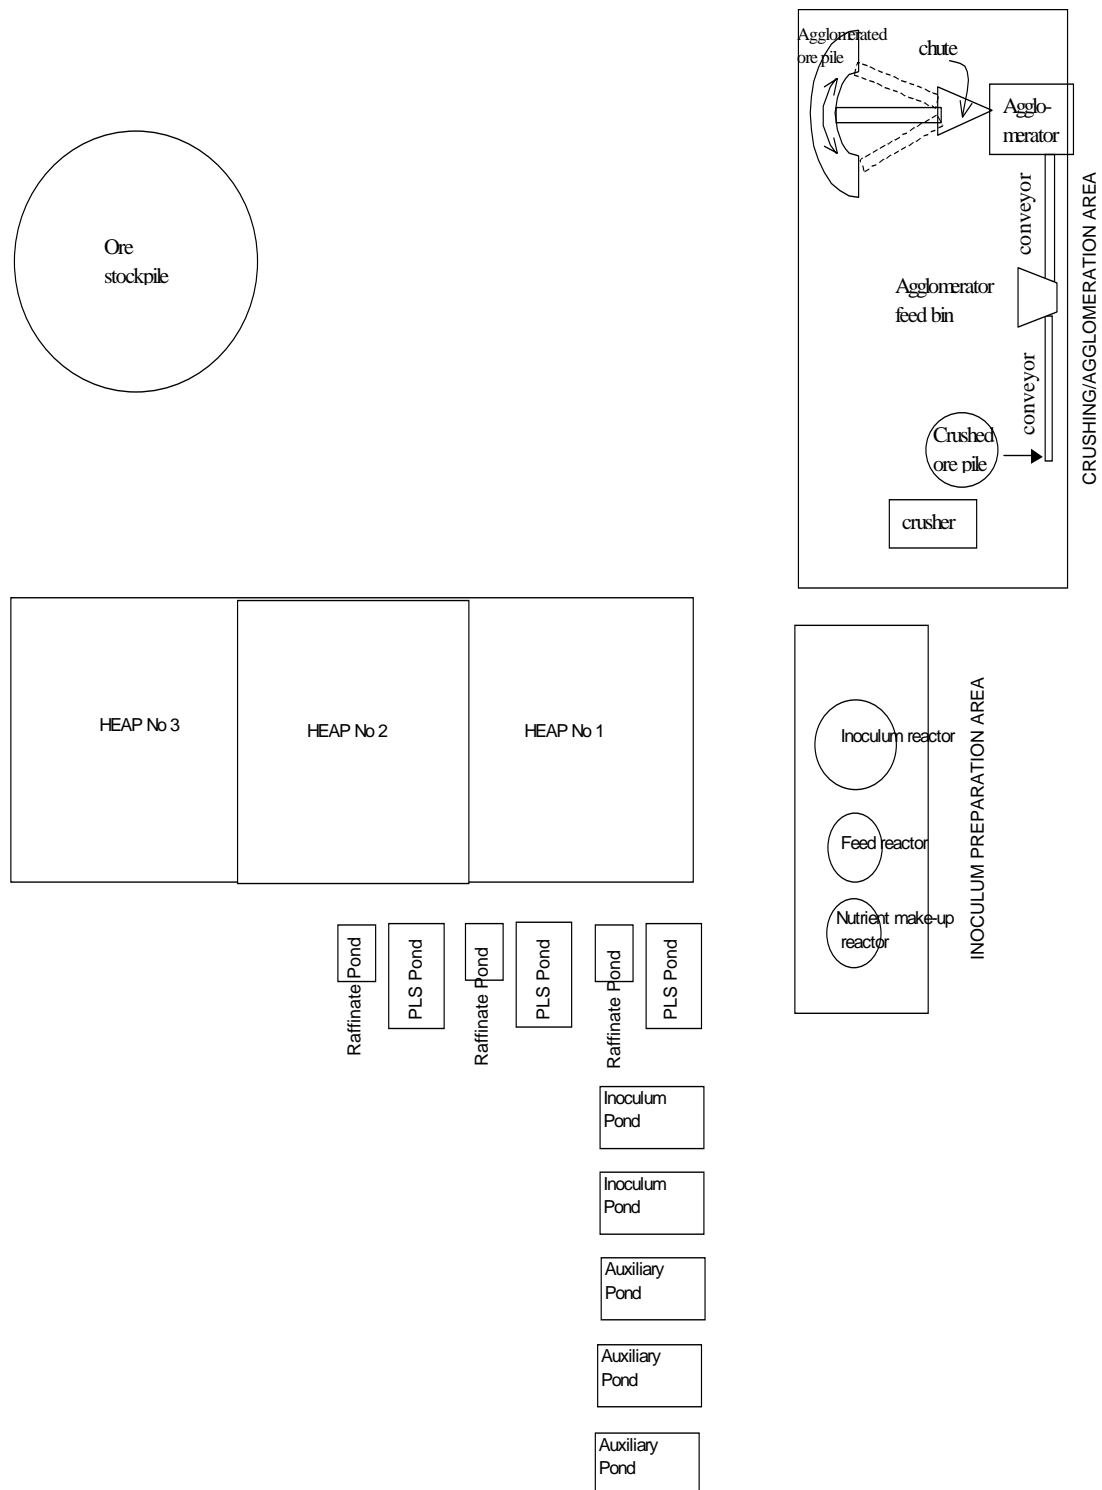 Agglomerated
ore pile
chute
Agglo-
merator
conveyor
CRUSHING/AGGLOMERATION AREA
Ore
stockpile
Agglomerator
feed bin
conveyor
Crushed
ore pile
crusher
HEAP No 3
HEAP No 2
HEAP No 1
Inoculum reactor
INOCULUM PREPARATION AREA
Feed reactor
Nutrient make-up
reactor
Raffinate Pond
PLS Pond
Raffinate Pond
PLS Pond
Raffinate Pond
PLS Pond
Inoculum
Pond
Inoculum
Pond
Auxiliary
Pond
Auxiliary
Pond
Auxiliary
Pond